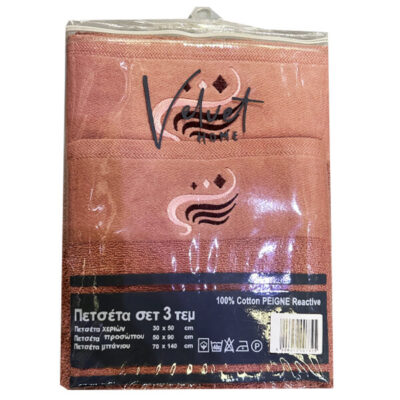 Velvet
HOME
100% Cotton PEIGNE Reactive
Πετσέτα σετ 3 τεμ
Πετσέτα χεριών 30 x 50 cm
Πετσέτα προσώπου 50 x 90 cm
Πετσέτα μπάνιου 70 x 140 cm